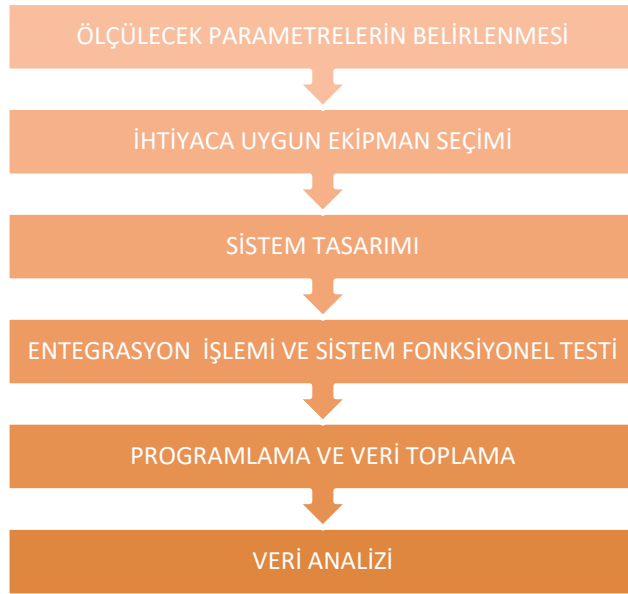 ÖLÇÜLECEK PARAMETRELERİN BELİRLENMESİ
İHTİYACA UYGUN EKİPMAN SEÇİMİ
SİSTEM TASARIMI
ENTEGRASYON İŞLEMİ VE SİSTEM FONKSİYONEL TESTİ
PROGRAMLAMA VE VERİ TOPLAMA
VERİ ANALİZİ